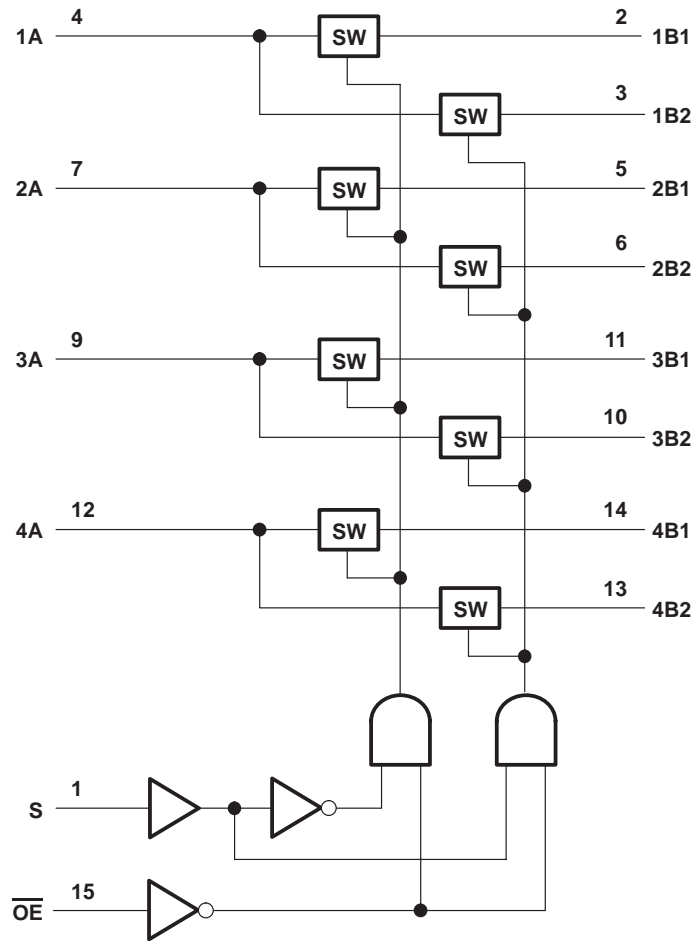 1A 4 SW 2 1B1
SW 3 1B2
2A 7 SW 5 2B1
SW 6 2B2
3A 9 SW 11 3B1
SW 10 3B2
4A 12 SW 14 4B1
SW 13 4B2
S 1
O̅E̅ 15